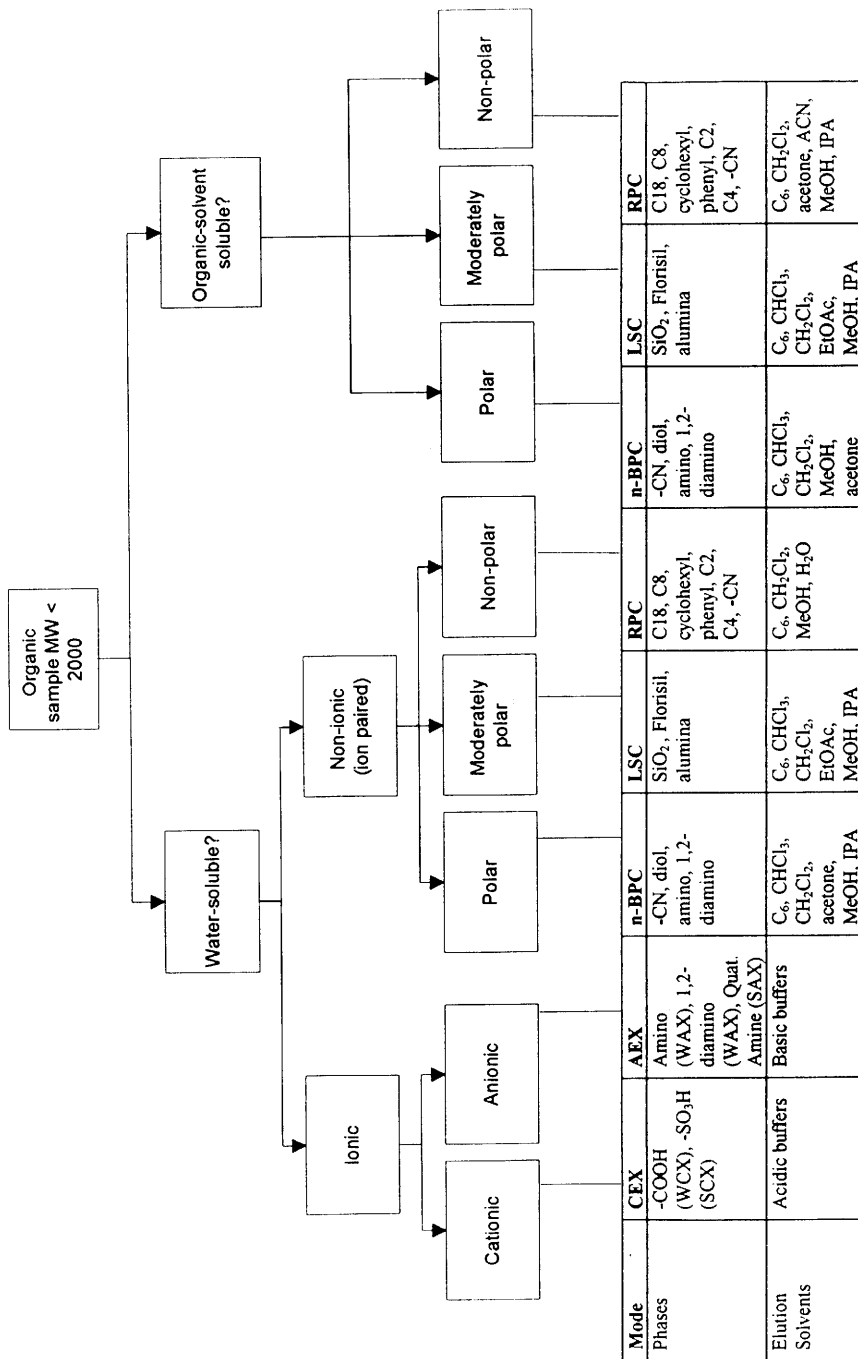 Organic
sample MW <
2000
Water-soluble?
Organic-solvent
soluble?
Ionic
Non-ionic
(ion paired)
Cationic
Anionic
Polar
Moderately
polar
Non-polar
Polar
Moderately
polar
Non-polar
Mode
CEX
AEX
n-BPC
LSC
RPC
n-BPC
LSC
RPC
Phases
-COOH
(WCX), -SO₃H
(SCX)
Amino
(WAX), 1,2-
diamino
(WAX), Quat.
Amine (SAX)
-CN, diol,
amino, 1,2-
diamino
SiO₂, Florisil,
alumina
C18, C8,
cyclohexyl,
phenyl, C2,
C4, -CN
-CN, diol,
amino, 1,2-
diamino
SiO₂, Florisil,
alumina
C18, C8,
cyclohexyl,
phenyl, C2,
C4, -CN
Elution
Solvents
Acidic buffers
Basic buffers
C₆, CHCl₃,
CH₂Cl₂,
acetone,
MeOH, IPA
C₆, CHCl₃,
CH₂Cl₂,
EtOAc,
MeOH, IPA
C₆, CH₂Cl₂,
MeOH, H₂O
C₆, CHCl₃,
CH₂Cl₂,
MeOH,
acetone
C₆, CHCl₃,
CH₂Cl₂,
EtOAc,
MeOH, IPA
C₆, CH₂Cl₂,
acetone, ACN,
MeOH, IPA